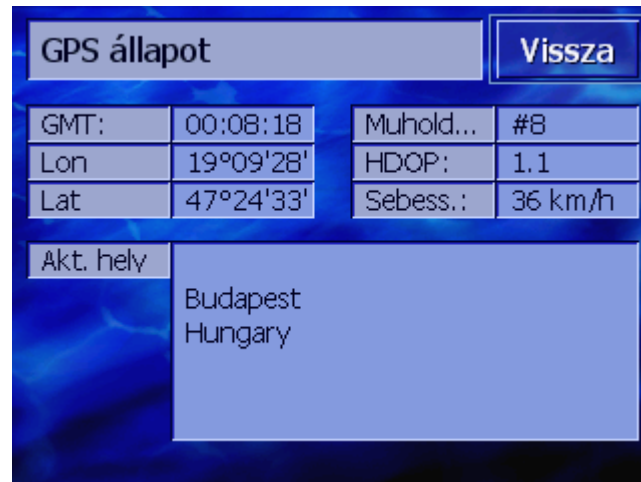 GPS állapot
Vissza
GMT: 00:08:18 Muhold... #8
Lon 19°09'28' HDOP: 1.1
Lat 47°24'33' Sebess.: 36 km/h
Akt. hely
Budapest
Hungary